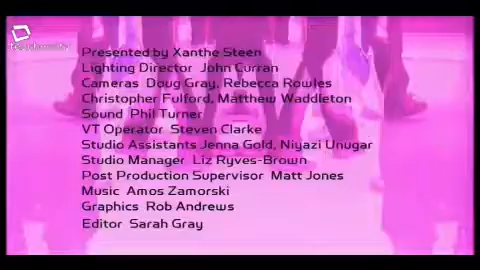 Presented by Xanthe Steen
Lighting Director John Curran
Cameras Doug Gray, Rebecca Rowles
Christopher Fulford, Matthew Waddleton
Sound Phil Turner
VT Operator Steven Clarke
Studio Assistants Jenna Gold, Niyazi Unugar
Studio Manager Liz Ryves-Brown
Post Production Supervisor Matt Jones
Music Amos Zamorski
Graphics Rob Andrews
Editor Sarah Gray